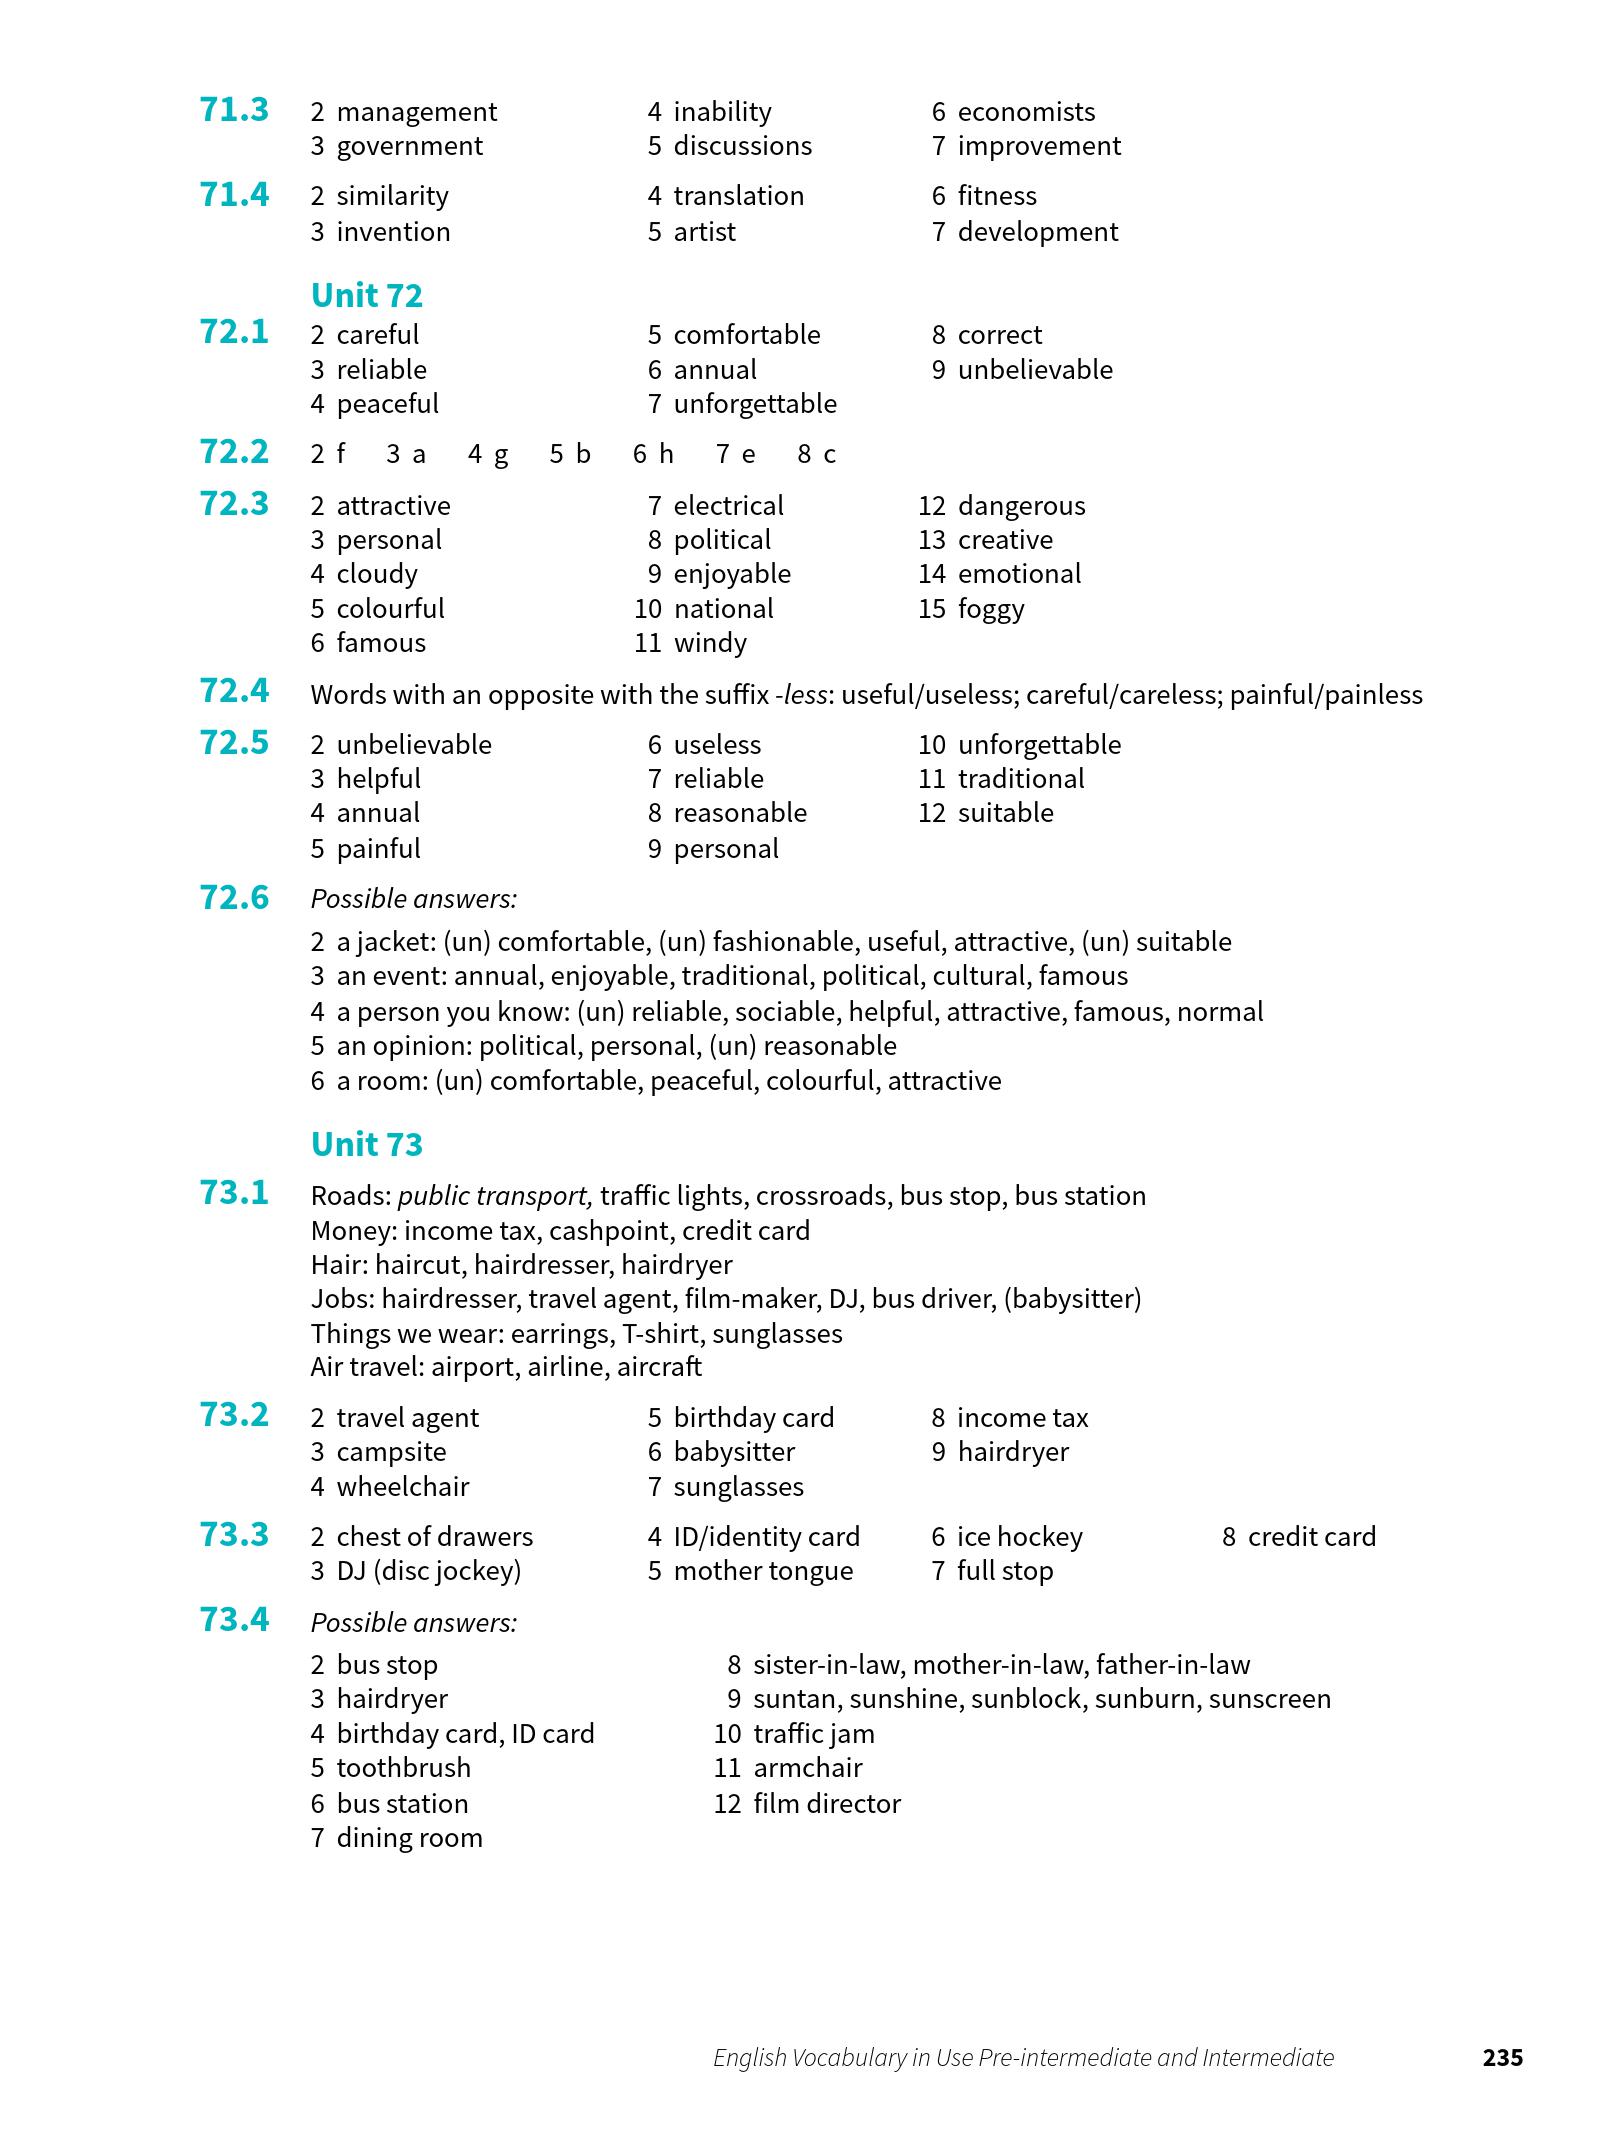 71.3 2 management 4 inability 6 economists
3 government 5 discussions 7 improvement
71.4 2 similarity 4 translation 6 fitness
3 invention 5 artist 7 development
Unit 72
72.1 2 careful 5 comfortable 8 correct
3 reliable 6 annual 9 unbelievable
4 peaceful 7 unforgettable
72.2 2 f 3 a 4 g 5 b 6 h 7 e 8 c
72.3 2 attractive 7 electrical 12 dangerous
3 personal 8 political 13 creative
4 cloudy 9 enjoyable 14 emotional
5 colourful 10 national 15 foggy
6 famous 11 windy
72.4 Words with an opposite with the suffix -less: useful/useless; careful/careless; painful/painless
72.5 2 unbelievable 6 useless 10 unforgettable
3 helpful 7 reliable 11 traditional
4 annual 8 reasonable 12 suitable
5 painful 9 personal
72.6 Possible answers:
2 a jacket: (un) comfortable, (un) fashionable, useful, attractive, (un) suitable
3 an event: annual, enjoyable, traditional, political, cultural, famous
4 a person you know: (un) reliable, sociable, helpful, attractive, famous, normal
5 an opinion: political, personal, (un) reasonable
6 a room: (un) comfortable, peaceful, colourful, attractive
Unit 73
73.1 Roads: public transport, traffic lights, crossroads, bus stop, bus station
Money: income tax, cashpoint, credit card
Hair: haircut, hairdresser, hairdryer
Jobs: hairdresser, travel agent, film-maker, DJ, bus driver, (babysitter)
Things we wear: earrings, T-shirt, sunglasses
Air travel: airport, airline, aircraft
73.2 2 travel agent 5 birthday card 8 income tax
3 campsite 6 babysitter 9 hairdryer
4 wheelchair 7 sunglasses
73.3 2 chest of drawers 4 ID/identity card 6 ice hockey 8 credit card
3 DJ (disc jockey) 5 mother tongue 7 full stop
73.4 Possible answers:
2 bus stop 8 sister-in-law, mother-in-law, father-in-law
3 hairdryer 9 suntan, sunshine, sunblock, sunburn, sunscreen
4 birthday card, ID card 10 traffic jam
5 toothbrush 11 armchair
6 bus station 12 film director
7 dining room
English Vocabulary in Use Pre-intermediate and Intermediate 235